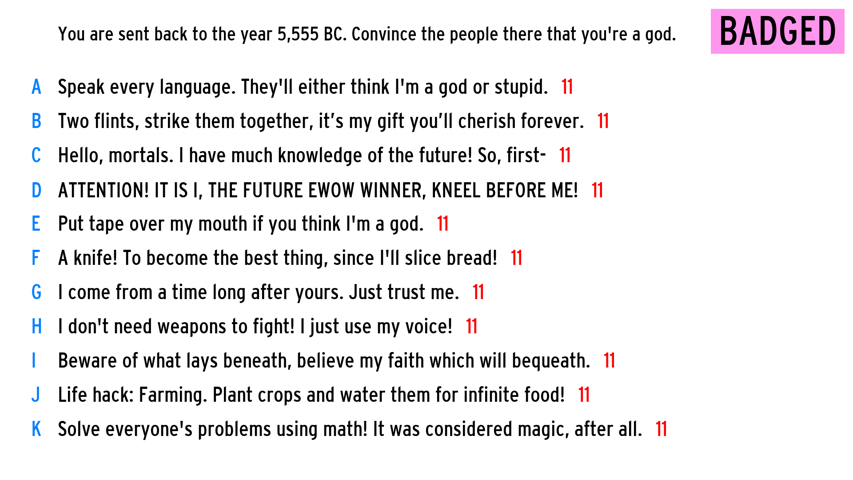 You are sent back to the year 5,555 BC. Convince the people there that you're a god.
BADGED
A Speak every language. They'll either think I'm a god or stupid. 11
B Two flints, strike them together, it’s my gift you’ll cherish forever. 11
C Hello, mortals. I have much knowledge of the future! So, first- 11
D ATTENTION! IT IS I, THE FUTURE EWOW WINNER, KNEEL BEFORE ME! 11
E Put tape over my mouth if you think I'm a god. 11
F A knife! To become the best thing, since I'll slice bread! 11
G I come from a time long after yours. Just trust me. 11
H I don't need weapons to fight! I just use my voice! 11
I Beware of what lays beneath, believe my faith which will bequeath. 11
J Life hack: Farming. Plant crops and water them for infinite food! 11
K Solve everyone's problems using math! It was considered magic, after all. 11